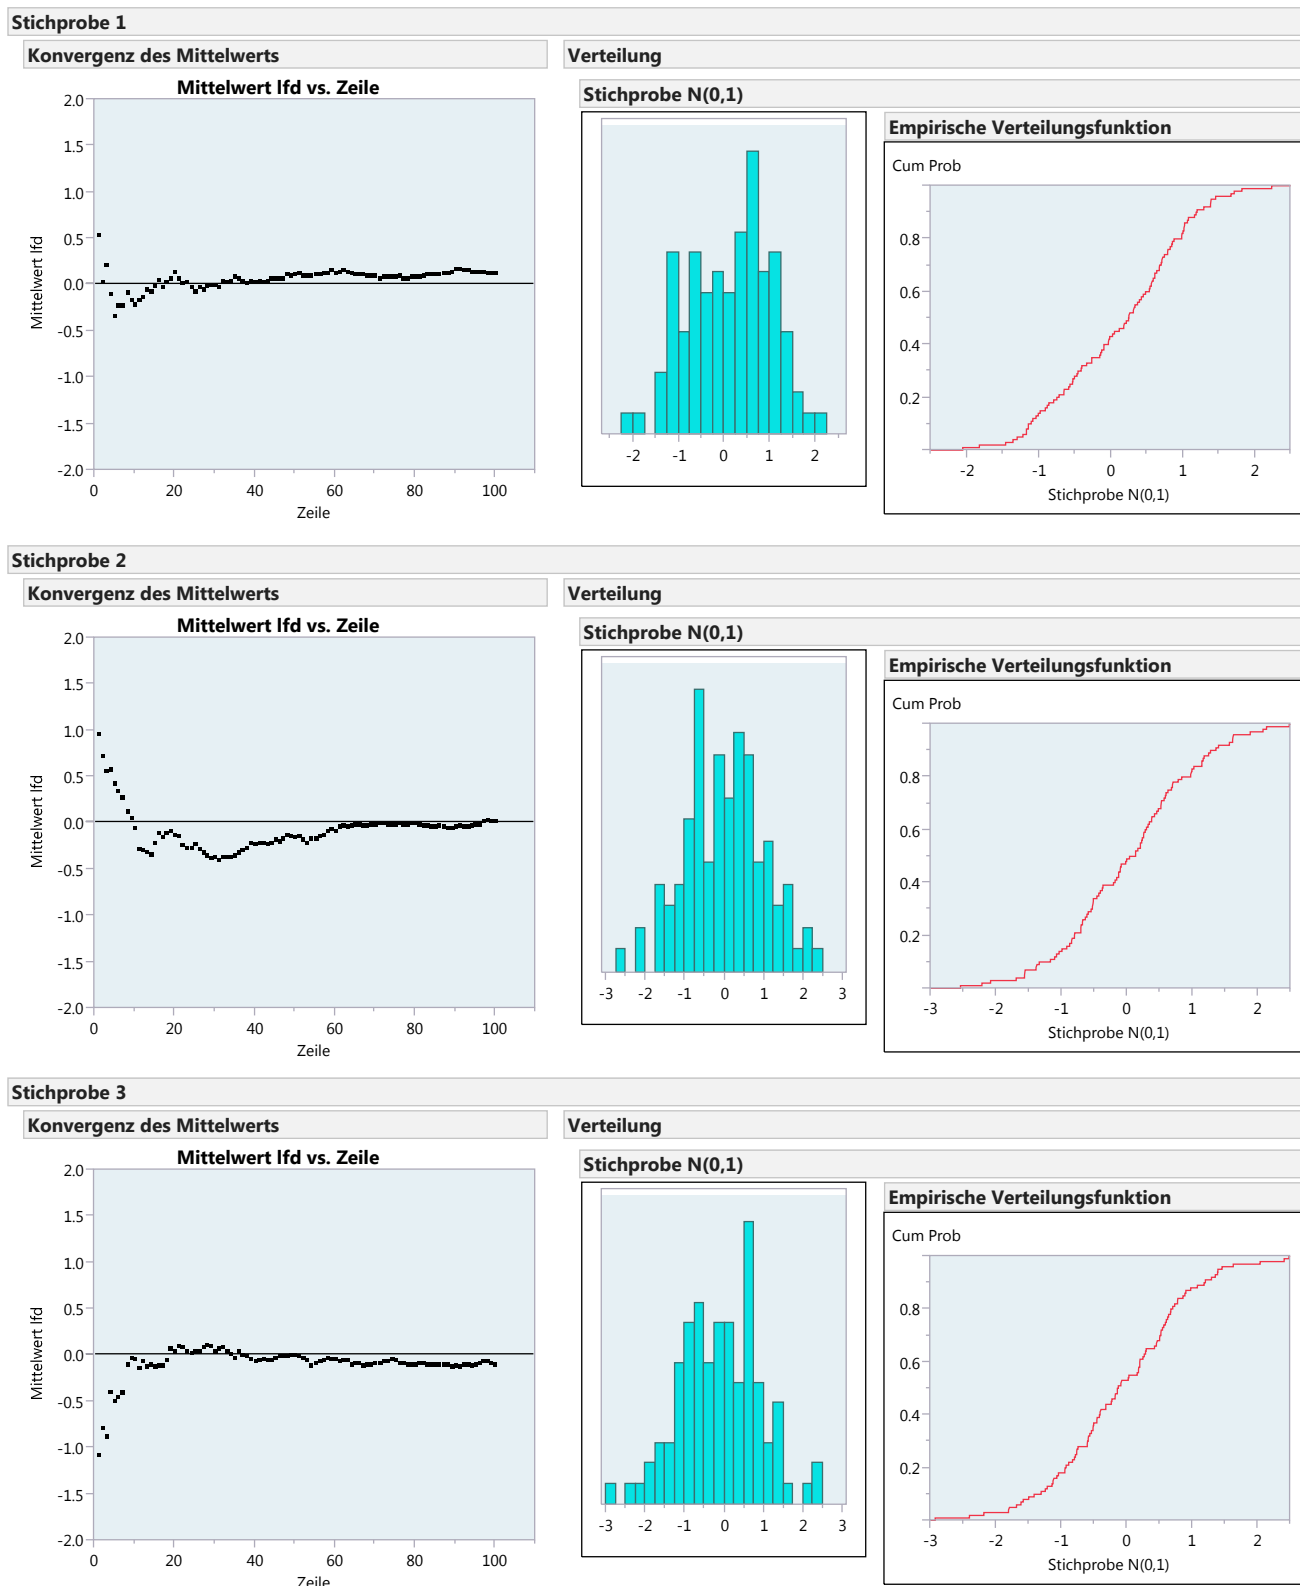 Stichprobe 1
Konvergenz des Mittelwerts
Verteilung
Mittelwert lfd vs. Zeile
Mittelwert lfd
2.0
1.5
1.0
0.5
0.0
-0.5
-1.0
-1.5
-2.0
0 20 40 60 80 100
Zeile
Stichprobe N(0,1)
-2 -1 0 1 2
Empirische Verteilungsfunktion
Cum Prob
0.8
0.6
0.4
0.2
-2 -1 0 1 2
Stichprobe N(0,1)
Stichprobe 2
Konvergenz des Mittelwerts
Verteilung
Mittelwert lfd vs. Zeile
Mittelwert lfd
2.0
1.5
1.0
0.5
0.0
-0.5
-1.0
-1.5
-2.0
0 20 40 60 80 100
Zeile
Stichprobe N(0,1)
-3 -2 -1 0 1 2 3
Empirische Verteilungsfunktion
Cum Prob
0.8
0.6
0.4
0.2
-3 -2 -1 0 1 2
Stichprobe N(0,1)
Stichprobe 3
Konvergenz des Mittelwerts
Verteilung
Mittelwert lfd vs. Zeile
Mittelwert lfd
2.0
1.5
1.0
0.5
0.0
-0.5
-1.0
-1.5
-2.0
0 20 40 60 80 100
Zeile
Stichprobe N(0,1)
-3 -2 -1 0 1 2 3
Empirische Verteilungsfunktion
Cum Prob
0.8
0.6
0.4
0.2
-3 -2 -1 0 1 2
Stichprobe N(0,1)